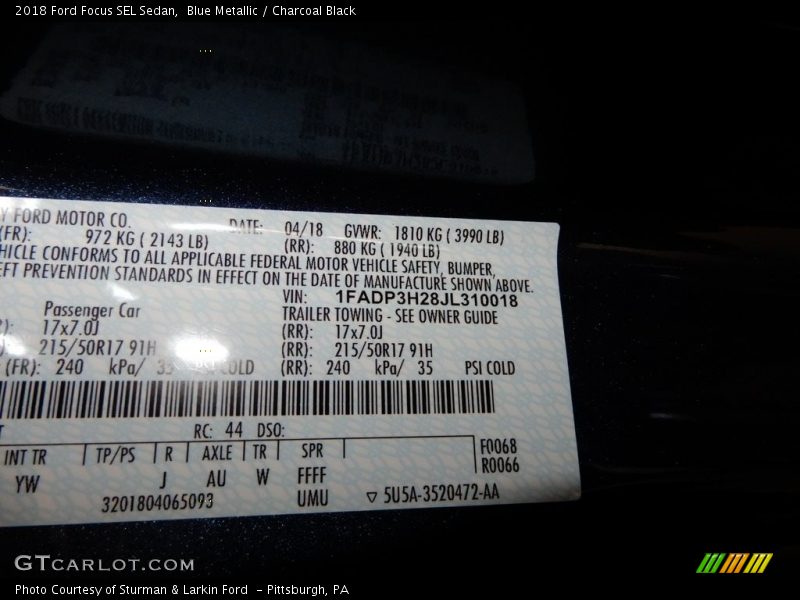 2018 Ford Focus SEL Sedan, Blue Metallic / Charcoal Black
Y FORD MOTOR CO. DATE: 04/18 GVWR: 1810 KG ( 3990 LB)
(FR): 972 KG ( 2143 LB) (RR): 880 KG ( 1940 LB)
HICLE CONFORMS TO ALL APPLICABLE FEDERAL MOTOR VEHICLE SAFETY, BUMPER,
EFT PREVENTION STANDARDS IN EFFECT ON THE DATE OF MANUFACTURE SHOWN ABOVE.
VIN: 1FADP3H28JL310018
Passenger Car TRAILER TOWING - SEE OWNER GUIDE
): 17x7.0J (RR): 17x7.0J
215/50R17 91H (RR): 215/50R17 91H
(FR): 240 kPa/ 35 PSI COLD (RR): 240 kPa/ 35 PSI COLD
T RC: 44 DSO:
INT TR TP/PS R AXLE TR SPR F0068
R0066
YW J AU W FFFF
3201804065093 UMU ▽ 5U5A-3520472-AA
GTCARLOT.COM
Photo Courtesy of Sturman & Larkin Ford - Pittsburgh, PA